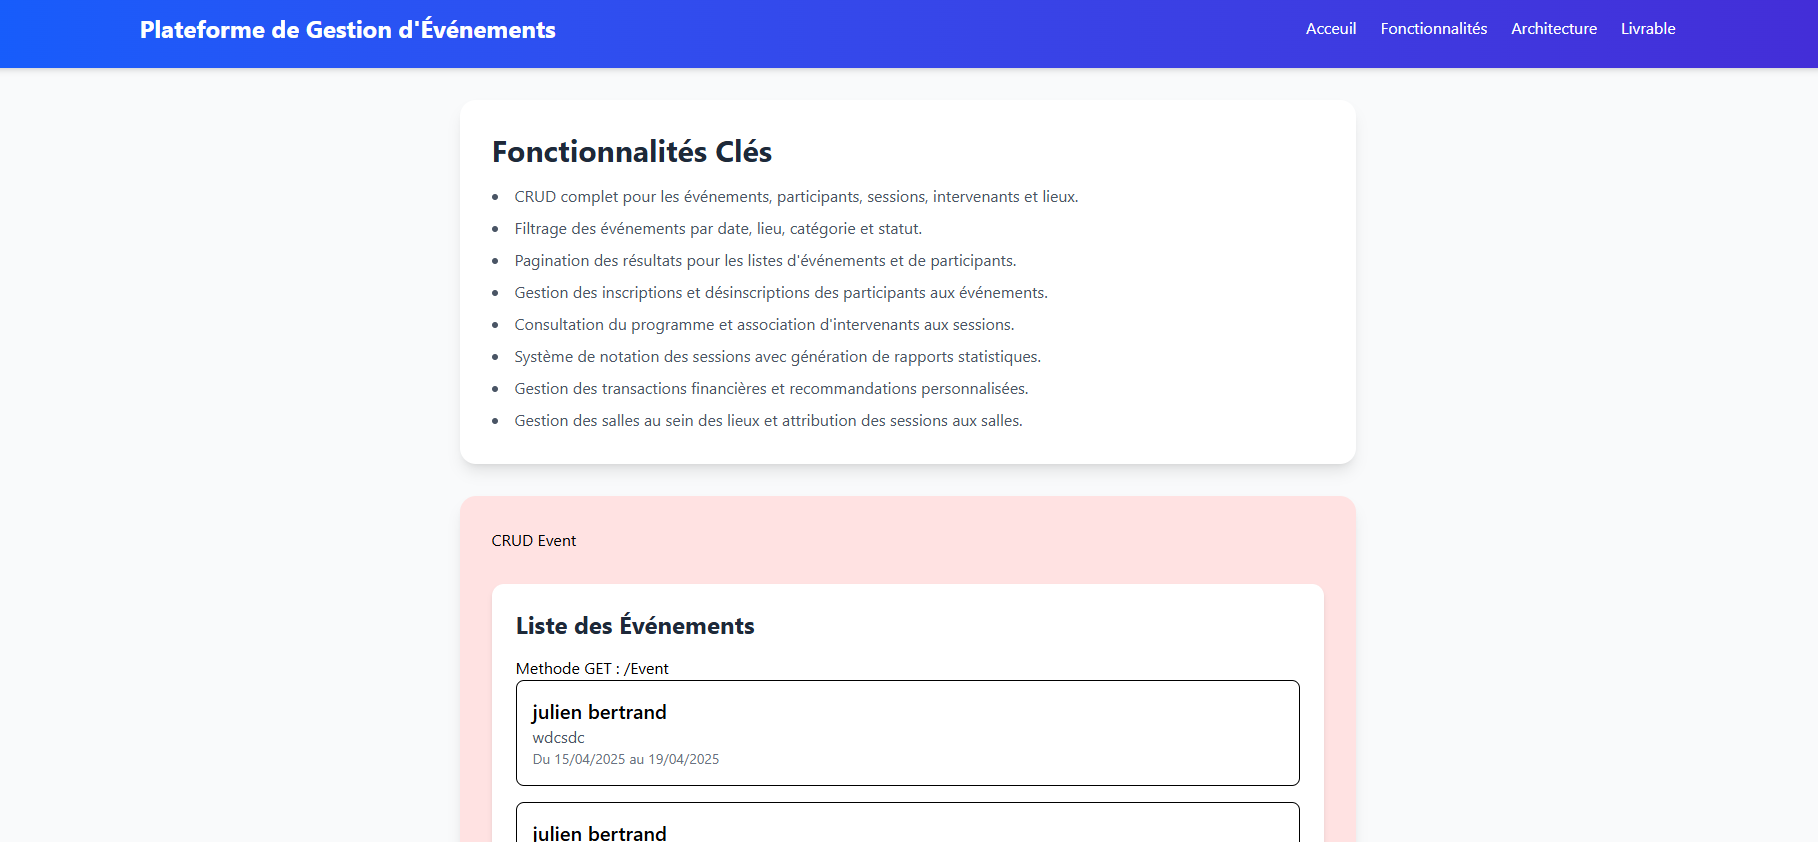 Plateforme de Gestion d'Événements
Acceuil Fonctionnalités Architecture Livrable
Fonctionnalités Clés
CRUD complet pour les événements, participants, sessions, intervenants et lieux.
Filtrage des événements par date, lieu, catégorie et statut.
Pagination des résultats pour les listes d'événements et de participants.
Gestion des inscriptions et désinscriptions des participants aux événements.
Consultation du programme et association d'intervenants aux sessions.
Système de notation des sessions avec génération de rapports statistiques.
Gestion des transactions financières et recommandations personnalisées.
Gestion des salles au sein des lieux et attribution des sessions aux salles.
CRUD Event
Liste des Événements
Methode GET : /Event
julien bertrand
wdcsdc
Du 15/04/2025 au 19/04/2025
julien bertrand